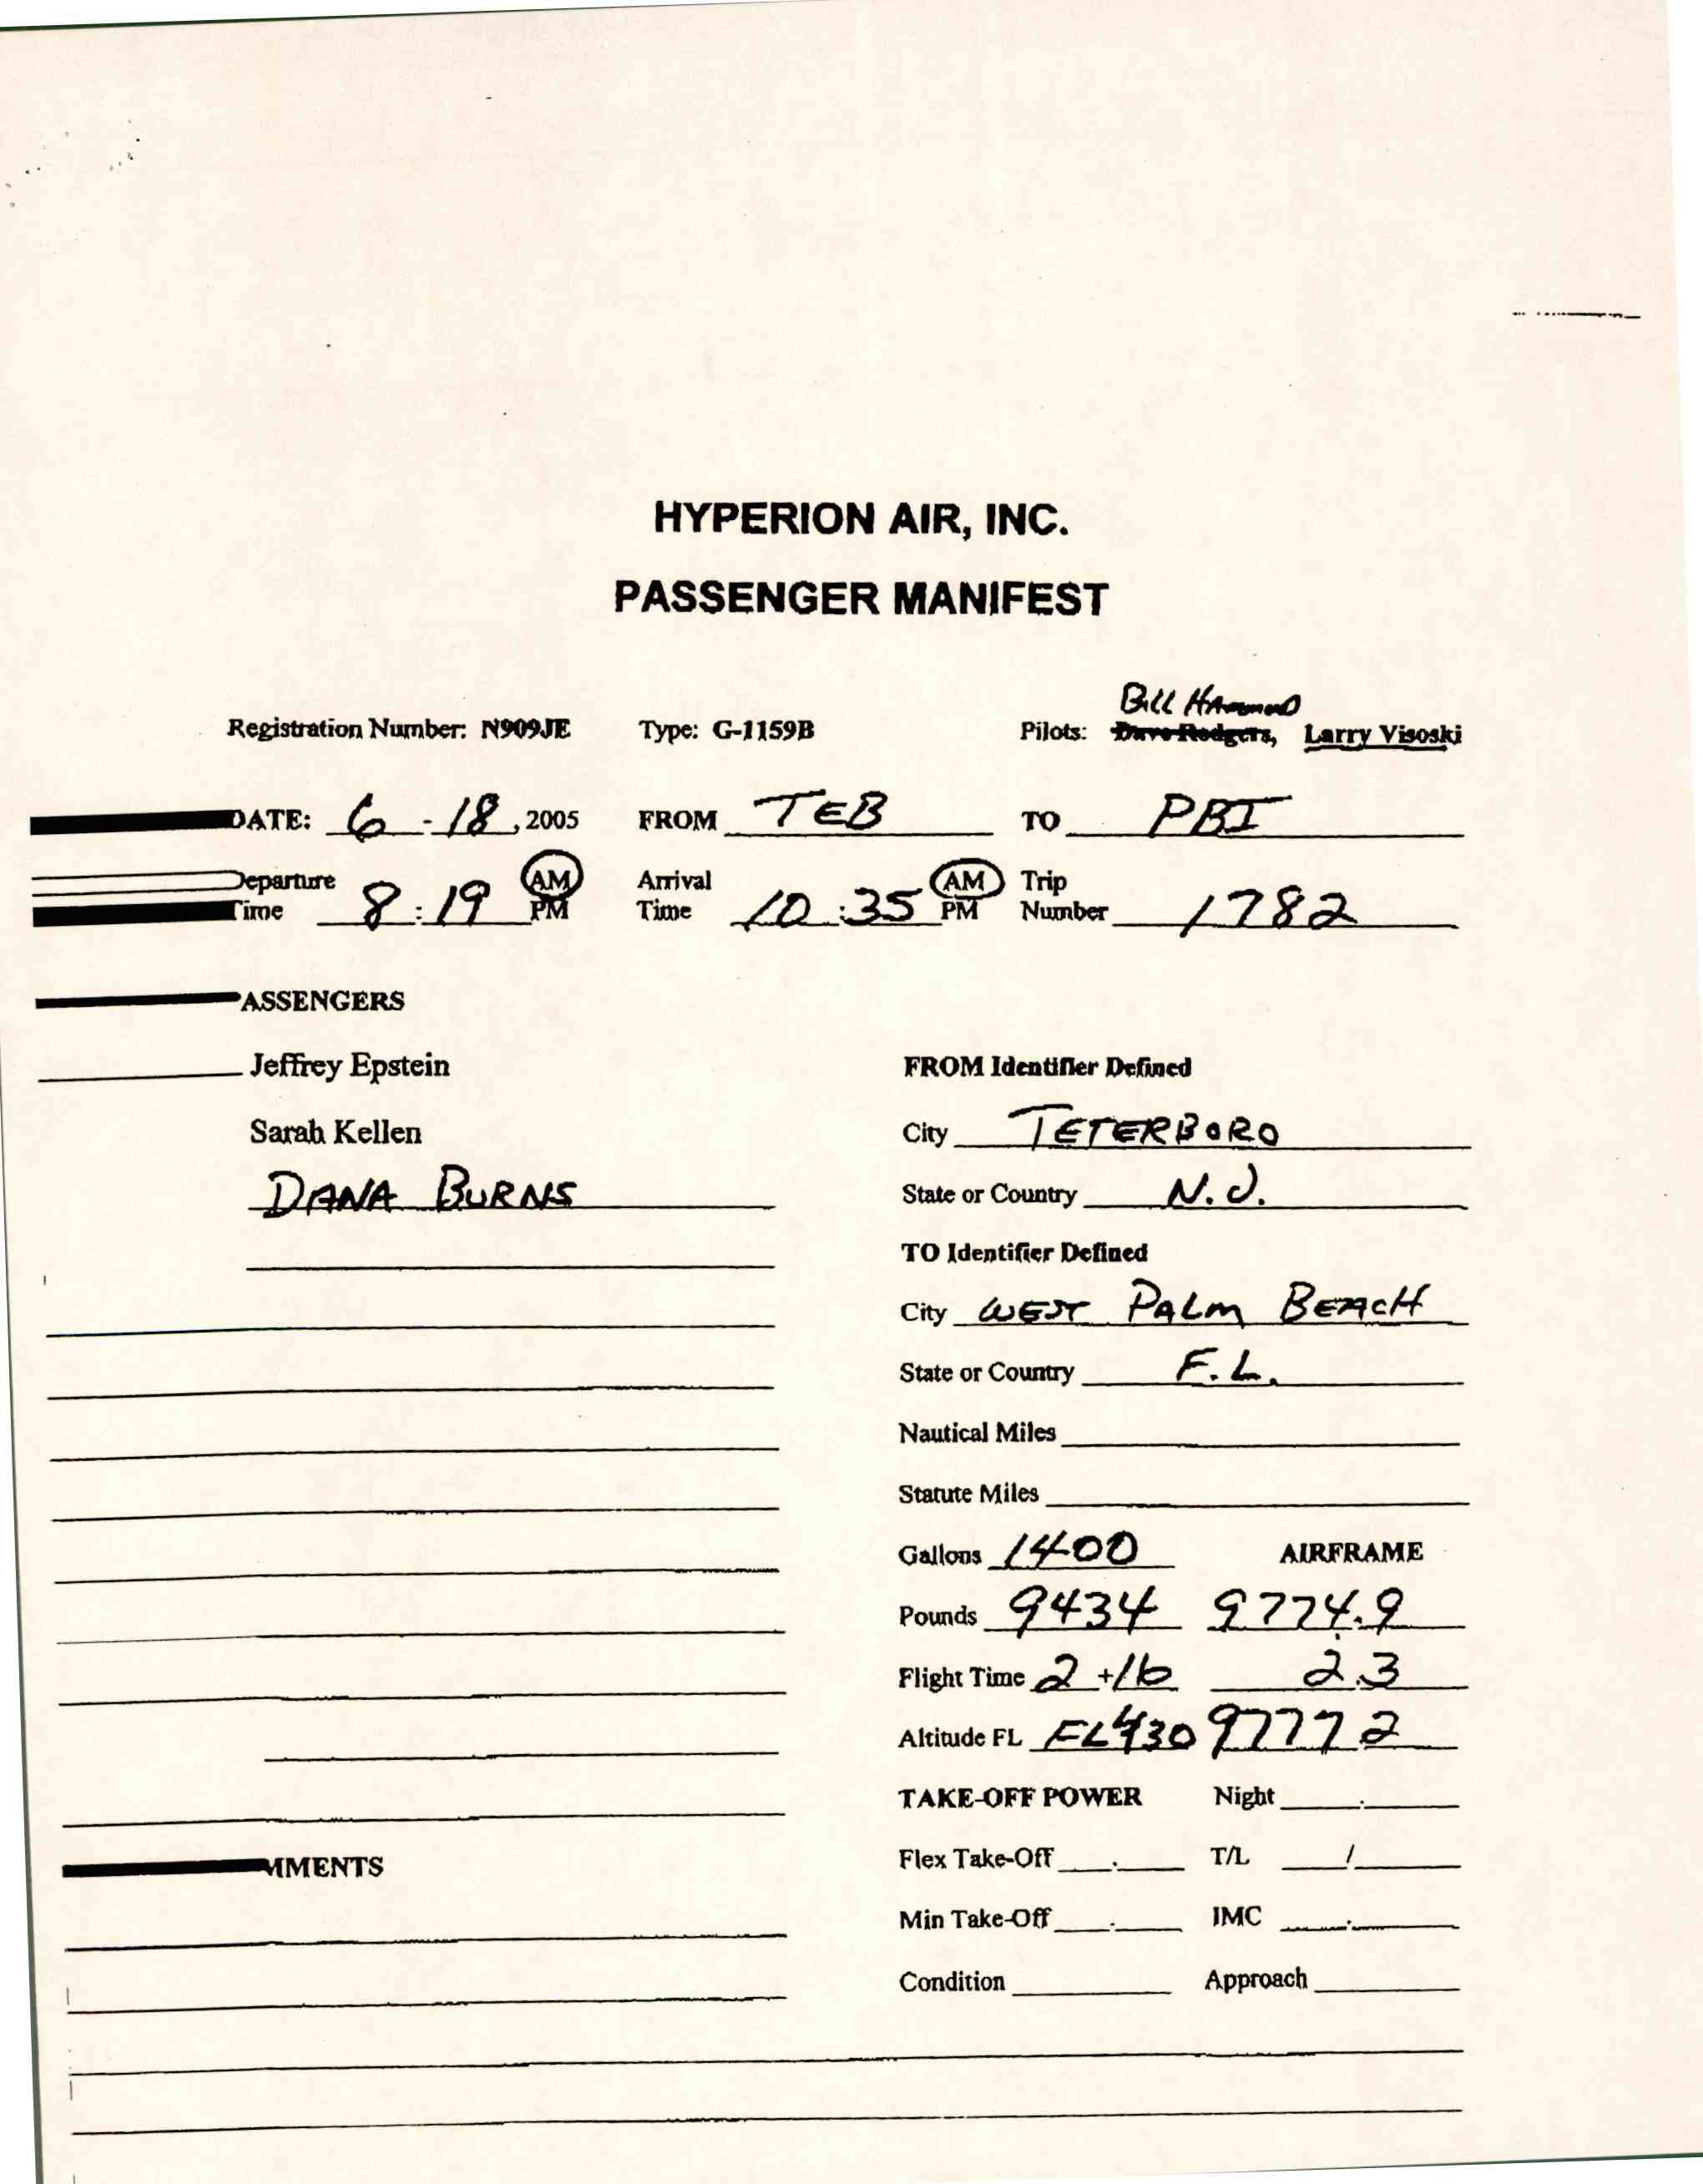 HYPERION AIR, INC.
PASSENGER MANIFEST
Bill Hammond
Registration Number: N909JE Type: G-1159B Pilots: Dave Rodgers, Larry Visoski
DATE: 6 - 18, 2005 FROM TEB TO PBI
Departure Time 8:19 AM PM Arrival Time 10:35 AM PM Trip Number 1782
ASSENGERS
Jeffrey Epstein
Sarah Kellen
DANA BURNS
FROM Identifier Defined
City TETERBORO
State or Country N.J.
TO Identifier Defined
City WEST PALM BEACH
State or Country F.L.
Nautical Miles
Statute Miles
Gallons 1400 AIRFRAME
Pounds 9434 9774.9
Flight Time 2 +16 2.3
Altitude FL FL430 9777 2
TAKE-OFF POWER Night
Flex Take-Off T/L /
Min Take-Off IMC
Condition Approach
MMENTS